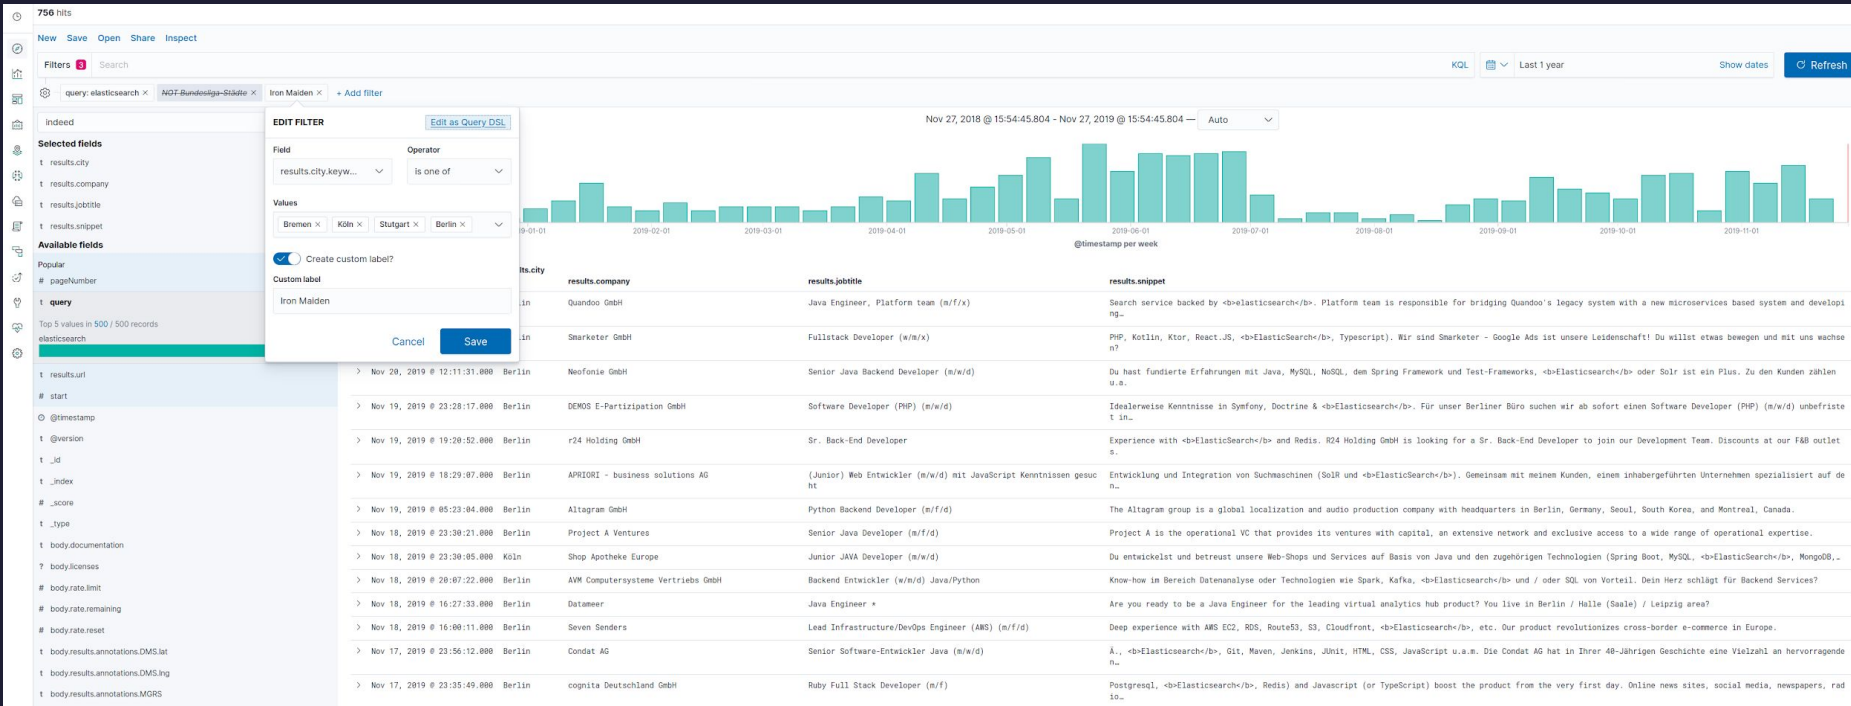 756 hits
New Save Open Share Inspect
Filters 3 Search KQL Last 1 year Show dates Refresh
query: elasticsearch × NOT Bundesliga-Städte × Iron Maiden × + Add filter
indeed
Selected fields
t results.city
t results.company
t results.jobtitle
t results.snippet
Available fields
Popular
# pageNumber
t query
Top 5 values in 500 / 500 records
elasticsearch
t results.url
# start
@timestamp
t @version
t _id
t _index
# _score
t _type
t body.documentation
? body.licenses
# body.rate.limit
# body.rate.remaining
# body.rate.reset
t body.results.annotations.DMS.lat
t body.results.annotations.DMS.lng
t body.results.annotations.MGRS
EDIT FILTER Edit as Query DSL
Field Operator
results.city.keyw... is one of
Values
Bremen × Köln × Stutgart × Berlin ×
Create custom label?
Custom label
Iron Maiden
Cancel Save
Nov 27, 2018 @ 15:54:45.804 - Nov 27, 2019 @ 15:54:45.804 — Auto
9-01-01 2019-02-01 2019-03-01 2019-04-01 2019-05-01 2019-06-01 2019-07-01 2019-08-01 2019-09-01 2019-10-01 2019-11-01
@timestamp per week
lts.city results.company results.jobtitle results.snippet
in Quandoo GmbH Java Engineer, Platform team (m/f/x) Search service backed by <b>elasticsearch</b>. Platform team is responsible for bridging Quandoo's legacy system with a new microservices based system and developi
ng…
in Smarketer GmbH Fullstack Developer (w/m/x) PHP, Kotlin, Ktor, React.JS, <b>ElasticSearch</b>, Typescript). Wir sind Smarketer - Google Ads ist unsere Leidenschaft! Du willst etwas bewegen und mit uns wachse
n?
> Nov 20, 2019 @ 12:11:31.000 Berlin Neofonie GmbH Senior Java Backend Developer (m/w/d) Du hast fundierte Erfahrungen mit Java, MySQL, NoSQL, dem Spring Framework und Test-Frameworks, <b>Elasticsearch</b> oder Solr ist ein Plus. Zu den Kunden zählen
u.a.
> Nov 19, 2019 @ 23:28:17.000 Berlin DEMOS E-Partizipation GmbH Software Developer (PHP) (m/w/d) Idealerweise Kenntnisse in Symfony, Doctrine & <b>Elasticsearch</b>. Für unser Berliner Büro suchen wir ab sofort einen Software Developer (PHP) (m/w/d) unbefriste
t in…
> Nov 19, 2019 @ 19:20:52.000 Berlin r24 Holding GmbH Sr. Back-End Developer Experience with <b>ElasticSearch</b> and Redis. R24 Holding GmbH is looking for a Sr. Back-End Developer to join our Development Team. Discounts at our F&B outlet
s.
> Nov 19, 2019 @ 18:29:07.000 Berlin APRIORI - business solutions AG (Junior) Web Entwickler (m/w/d) mit JavaScript Kenntnissen gesuc Entwicklung und Integration von Suchmaschinen (SolR und <b>ElasticSearch</b>). Gemeinsam mit meinem Kunden, einem inhabergeführten Unternehmen spezialisiert auf de
ht n…
> Nov 19, 2019 @ 05:23:04.000 Berlin Altagram GmbH Python Backend Developer (m/f/d) The Altagram group is a global localization and audio production company with headquarters in Berlin, Germany, Seoul, South Korea, and Montreal, Canada.
> Nov 18, 2019 @ 23:30:21.000 Berlin Project A Ventures Senior Java Developer (m/f/d) Project A is the operational VC that provides its ventures with capital, an extensive network and exclusive access to a wide range of operational expertise.
> Nov 18, 2019 @ 23:30:05.000 Köln Shop Apotheke Europe Junior JAVA Developer (m/w/d) Du entwickelst und betreust unsere Web-Shops und Services auf Basis von Java und den zugehörigen Technologien (Spring Boot, MySQL, <b>ElasticSearch</b>, MongoDB,…
> Nov 18, 2019 @ 20:07:22.000 Berlin AVM Computersysteme Vertriebs GmbH Backend Entwickler (w/m/d) Java/Python Know-how im Bereich Datenanalyse oder Technologien wie Spark, Kafka, <b>Elasticsearch</b> und / oder SQL von Vorteil. Dein Herz schlägt für Backend Services?
> Nov 18, 2019 @ 16:27:33.000 Berlin Datameer Java Engineer * Are you ready to be a Java Engineer for the leading virtual analytics hub product? You live in Berlin / Halle (Saale) / Leipzig area?
> Nov 18, 2019 @ 16:00:11.000 Berlin Seven Senders Lead Infrastructure/DevOps Engineer (AWS) (m/f/d) Deep experience with AWS EC2, RDS, Route53, S3, Cloudfront, <b>Elasticsearch</b>, etc. Our product revolutionizes cross-border e-commerce in Europe.
> Nov 17, 2019 @ 23:56:12.000 Berlin Condat AG Senior Software-Entwickler Java (m/w/d) Ä., <b>Elasticsearch</b>, Git, Maven, Jenkins, JUnit, HTML, CSS, JavaScript u.a.m. Die Condat AG hat in Ihrer 40-Jährigen Geschichte eine Vielzahl an hervorragende
n…
> Nov 17, 2019 @ 23:35:49.000 Berlin cognita Deutschland GmbH Ruby Full Stack Developer (m/f) Postgresql, <b>Elasticsearch</b>, Redis) and Javascript (or TypeScript) boost the product from the very first day. Online news sites, social media, newspapers, rad
io…